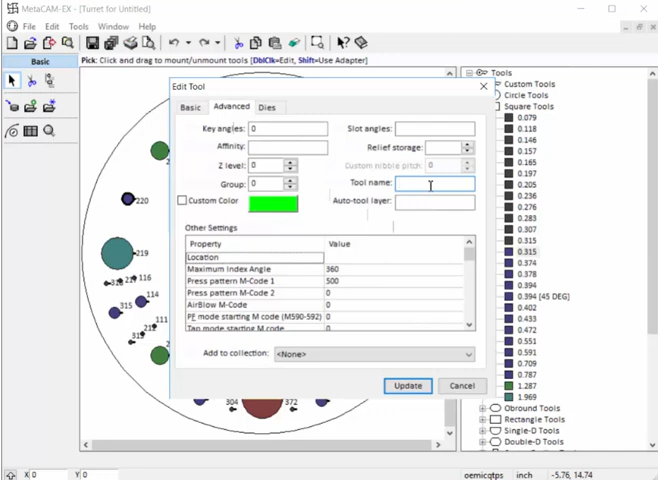 MetaCAM-EX - [Turret for Untitled]
File Edit Tools Window Help
Basic
Pick: Click and drag to mount/unmount tools [DblClk=Edit, Shift=Use Adapter]
Edit Tool
Basic Advanced Dies
Key angles: 0 Slot angles:
Affinity: Relief storage:
Z level: 0 Custom nibble pitch: 0
Group: 0 Tool name:
Custom Color Auto-tool layer:
Other Settings
Property Value
Location
Maximum Index Angle 360
Press pattern M-Code 1 500
Press pattern M-Code 2 0
AirBlow M-Code 0
PF mode starting M code (M590-592) 0
Tap mode starting M code 0
Add to collection: <None>
Update Cancel
220
219
116
315
114
111
304
372
Tools
Custom Tools
Circle Tools
Square Tools
0.079
0.118
0.146
0.157
0.165
0.197
0.205
0.236
0.276
0.283
0.307
0.315
0.315
0.374
0.378
0.394
0.394 [45 DEG]
0.402
0.433
0.472
0.551
0.591
0.709
0.787
1.287
1.969
Obround Tools
Rectangle Tools
Single-D Tools
Double-D Tools
X 0 Y 0 oemicqtps inch -5.76, 14.74